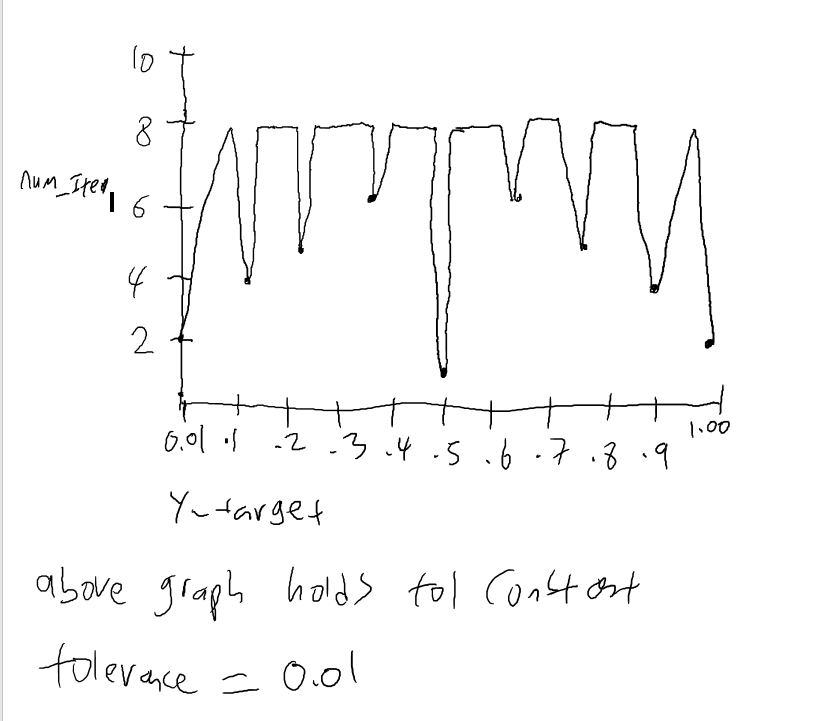 10
8
num_Iter
6
4
2
0.01 .1 .2 .3 .4 .5 .6 .7 .8 .9 1.00
Y-target
above graph holds tol Constant
tolerance = 0.01